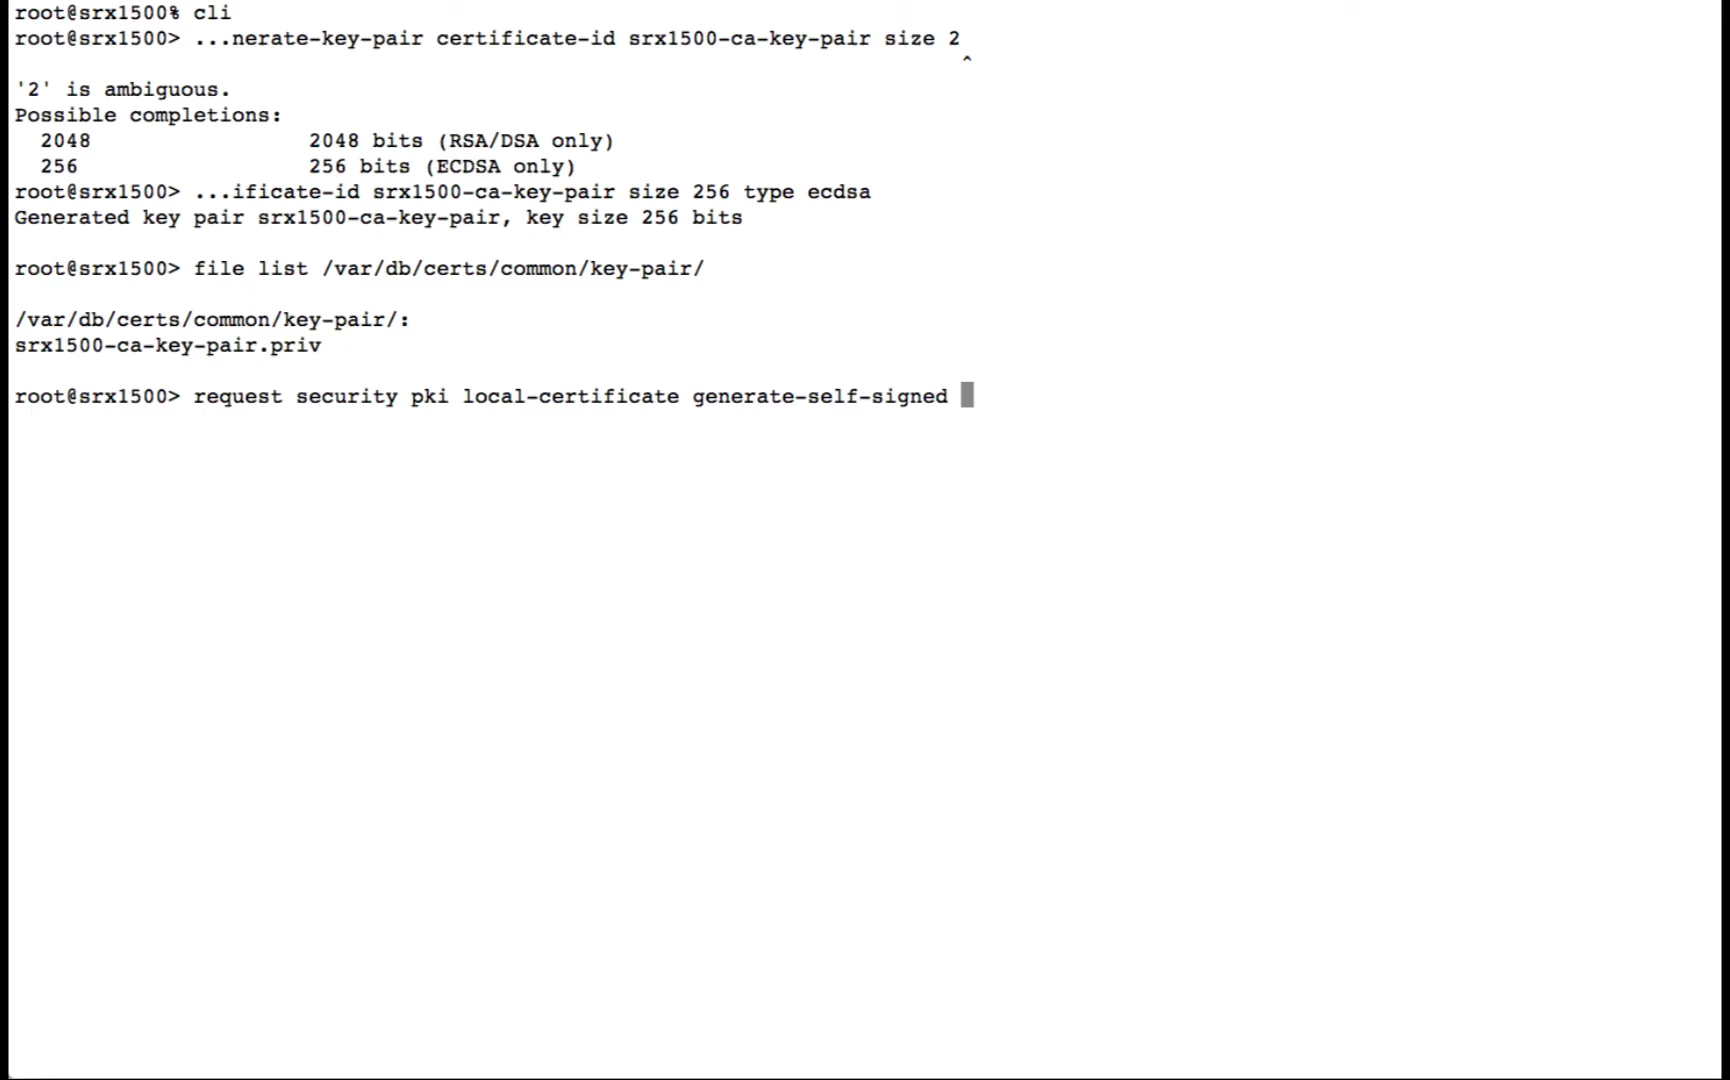 root@srx1500% cli
root@srx1500> ...nerate-key-pair certificate-id srx1500-ca-key-pair size 2
^
'2' is ambiguous.
Possible completions:
2048 2048 bits (RSA/DSA only)
256 256 bits (ECDSA only)
root@srx1500> ...ificate-id srx1500-ca-key-pair size 256 type ecdsa
Generated key pair srx1500-ca-key-pair, key size 256 bits
root@srx1500> file list /var/db/certs/common/key-pair/
/var/db/certs/common/key-pair/:
srx1500-ca-key-pair.priv
root@srx1500> request security pki local-certificate generate-self-signed